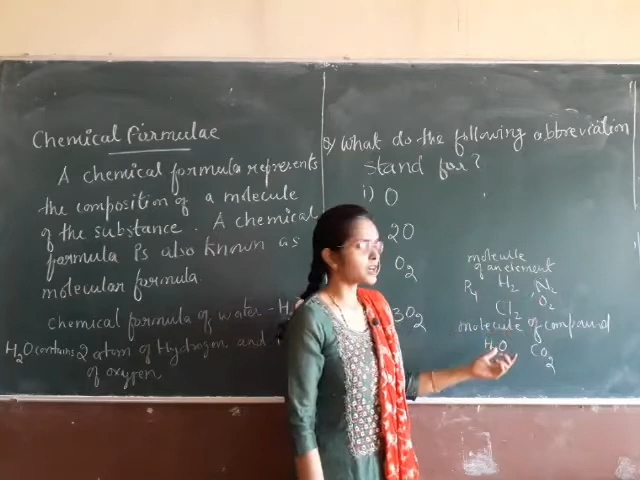 Chemical Formulae
A chemical formula represents
the composition of a molecule
of the substance. A chemical
formula is also known as
molecular formula.
chemical formula of water - H
H₂O contains 2 atom of Hydrogen and
of oxygen
Q) What do the following abbreviation
stand for?
i) O
2O
O₂
3O₂
molecule
of an element
P₄ H₂, N₂
Cl₂, O₂
molecule of compound
H₂O CO₂